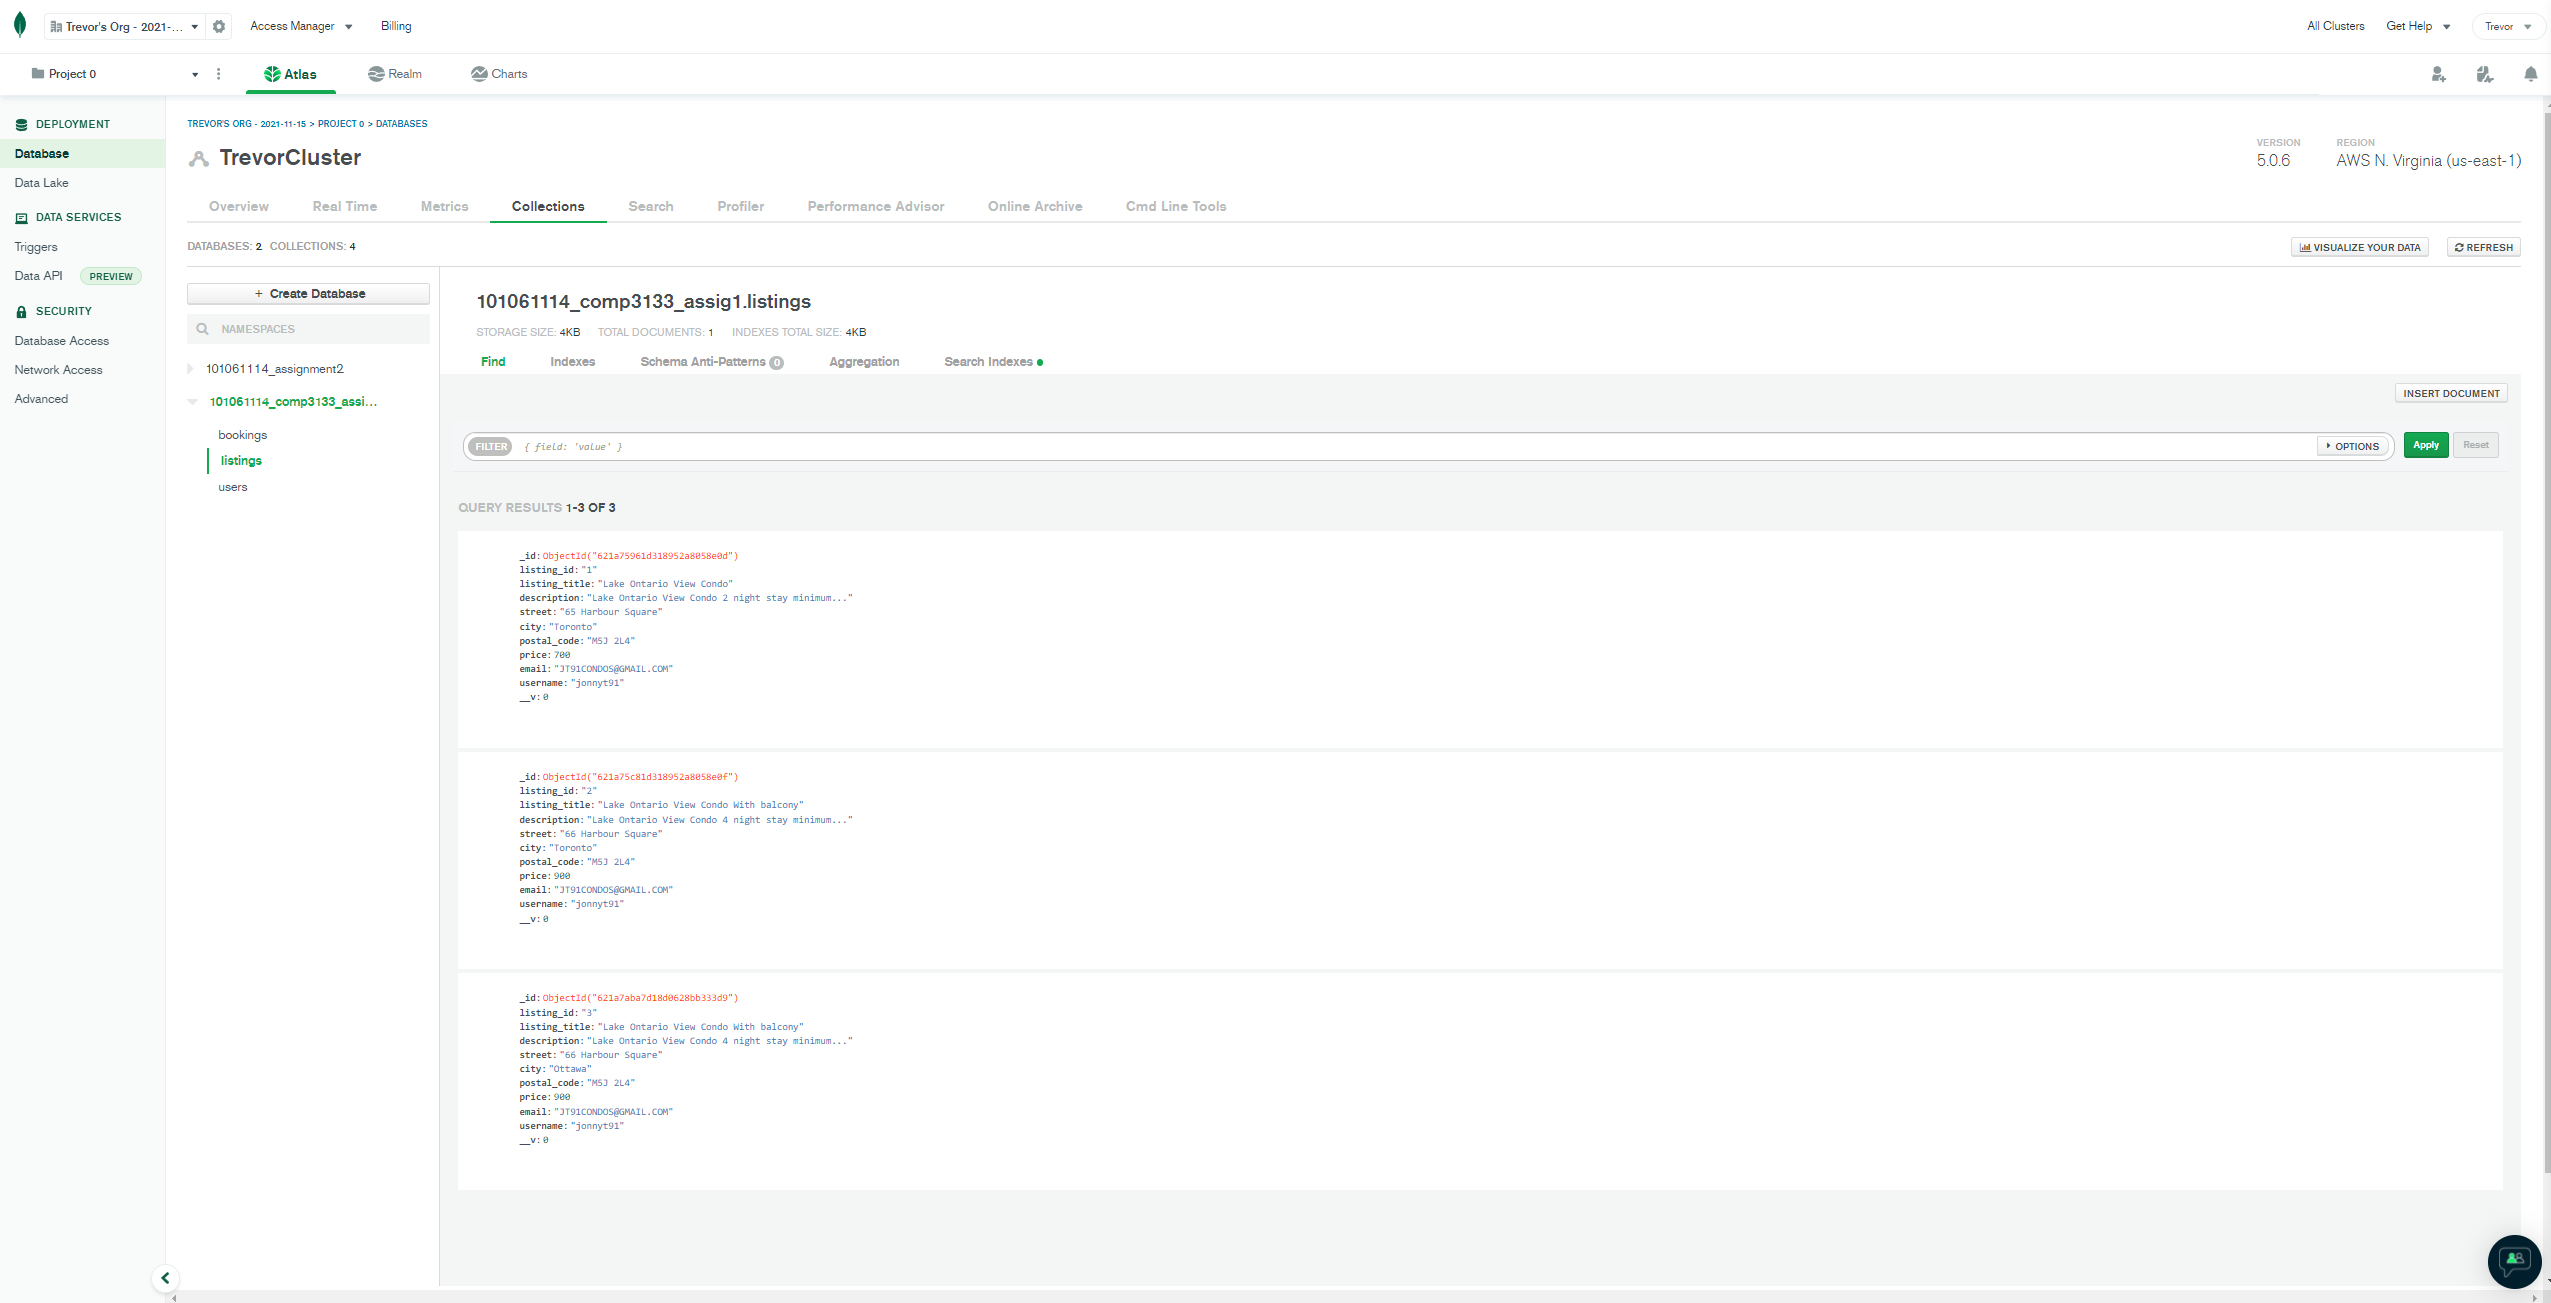 Trevor's Org - 2021-... Access Manager Billing All Clusters Get Help Trevor
Project 0 Atlas Realm Charts
DEPLOYMENT
Database
Data Lake
DATA SERVICES
Triggers
Data API PREVIEW
SECURITY
Database Access
Network Access
Advanced
TREVOR'S ORG - 2021-11-15 > PROJECT 0 > DATABASES
TrevorCluster
VERSION REGION
5.0.6 AWS N. Virginia (us-east-1)
Overview Real Time Metrics Collections Search Profiler Performance Advisor Online Archive Cmd Line Tools
DATABASES: 2 COLLECTIONS: 4
VISUALIZE YOUR DATA REFRESH
+ Create Database
NAMESPACES
101061114_assignment2
101061114_comp3133_assi...
bookings
listings
users
101061114_comp3133_assig1.listings
STORAGE SIZE: 4KB TOTAL DOCUMENTS: 1 INDEXES TOTAL SIZE: 4KB
Find Indexes Schema Anti-Patterns 0 Aggregation Search Indexes
INSERT DOCUMENT
FILTER { field: 'value' } OPTIONS Apply Reset
QUERY RESULTS 1-3 OF 3
_id: ObjectId("621a75961d318952a8058e0d")
listing_id: "1"
listing_title: "Lake Ontario View Condo"
description: "Lake Ontario View Condo 2 night stay minimum..."
street: "65 Harbour Square"
city: "Toronto"
postal_code: "M5J 2L4"
price: 700
email: "JT91CONDOS@GMAIL.COM"
username: "jonnyt91"
__v: 0
_id: ObjectId("621a75c81d318952a8058e0f")
listing_id: "2"
listing_title: "Lake Ontario View Condo With balcony"
description: "Lake Ontario View Condo 4 night stay minimum..."
street: "66 Harbour Square"
city: "Toronto"
postal_code: "M5J 2L4"
price: 900
email: "JT91CONDOS@GMAIL.COM"
username: "jonnyt91"
__v: 0
_id: ObjectId("621a7aba7d18d0628bb333d9")
listing_id: "3"
listing_title: "Lake Ontario View Condo With balcony"
description: "Lake Ontario View Condo 4 night stay minimum..."
street: "66 Harbour Square"
city: "Ottawa"
postal_code: "M5J 2L4"
price: 900
email: "JT91CONDOS@GMAIL.COM"
username: "jonnyt91"
__v: 0